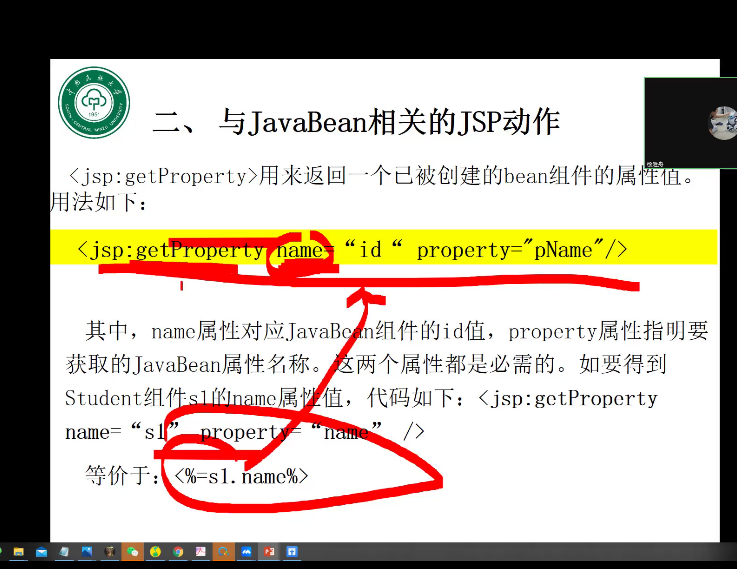 二、 与JavaBean相关的JSP动作
<jsp:getProperty>用来返回一个已被创建的bean组件的属性值。
用法如下：
<jsp:getProperty name=“id“ property="pName"/>
其中，name属性对应JavaBean组件的id值，property属性指明要
获取的JavaBean属性名称。这两个属性都是必需的。如要得到
Student组件s1的name属性值，代码如下：<jsp:getProperty
name=“s1” property=“name” />
等价于：<%=s1.name%>